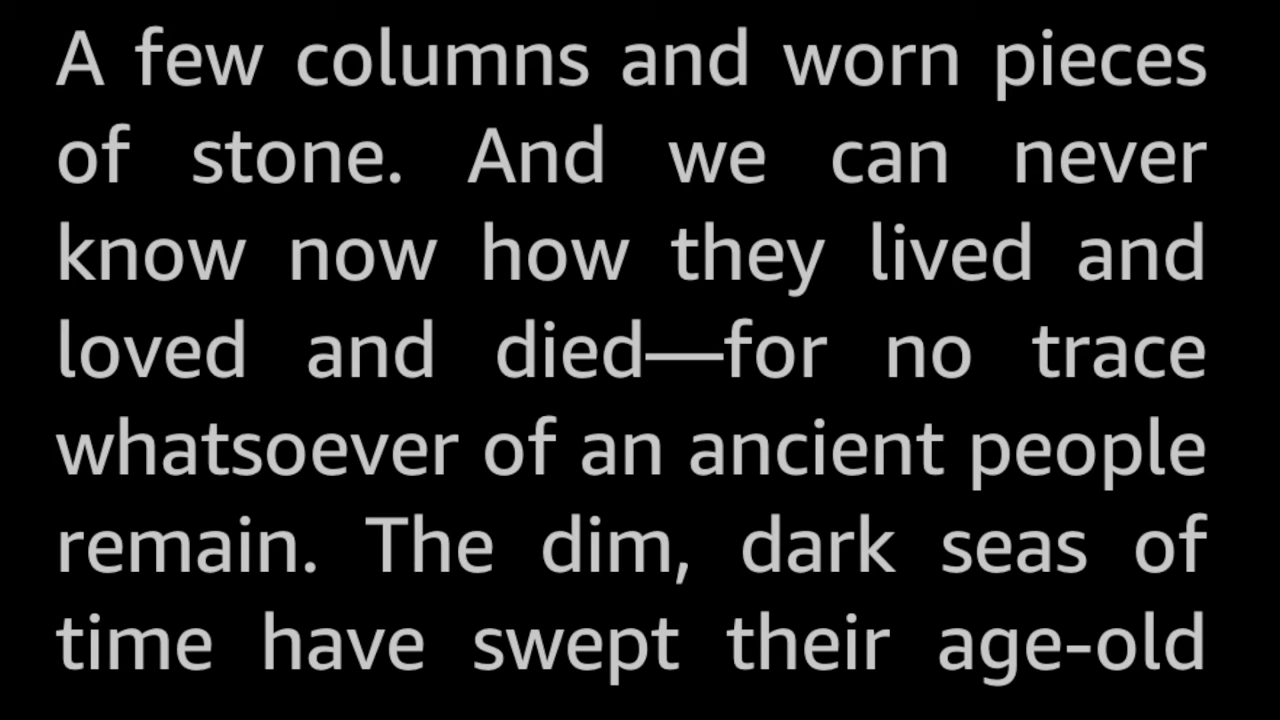 A few columns and worn pieces
of stone. And we can never
know now how they lived and
loved and died—for no trace
whatsoever of an ancient people
remain. The dim, dark seas of
time have swept their age-old